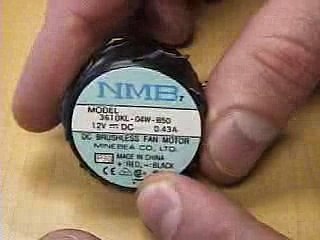 NMB T
MODEL
3610KL-04W-B50
12V ⎓ DC 0.43A
DC BRUSHLESS FAN MOTOR
MINEBEA CO., LTD.
MADE IN CHINA
+:RED, -:BLACK
CE